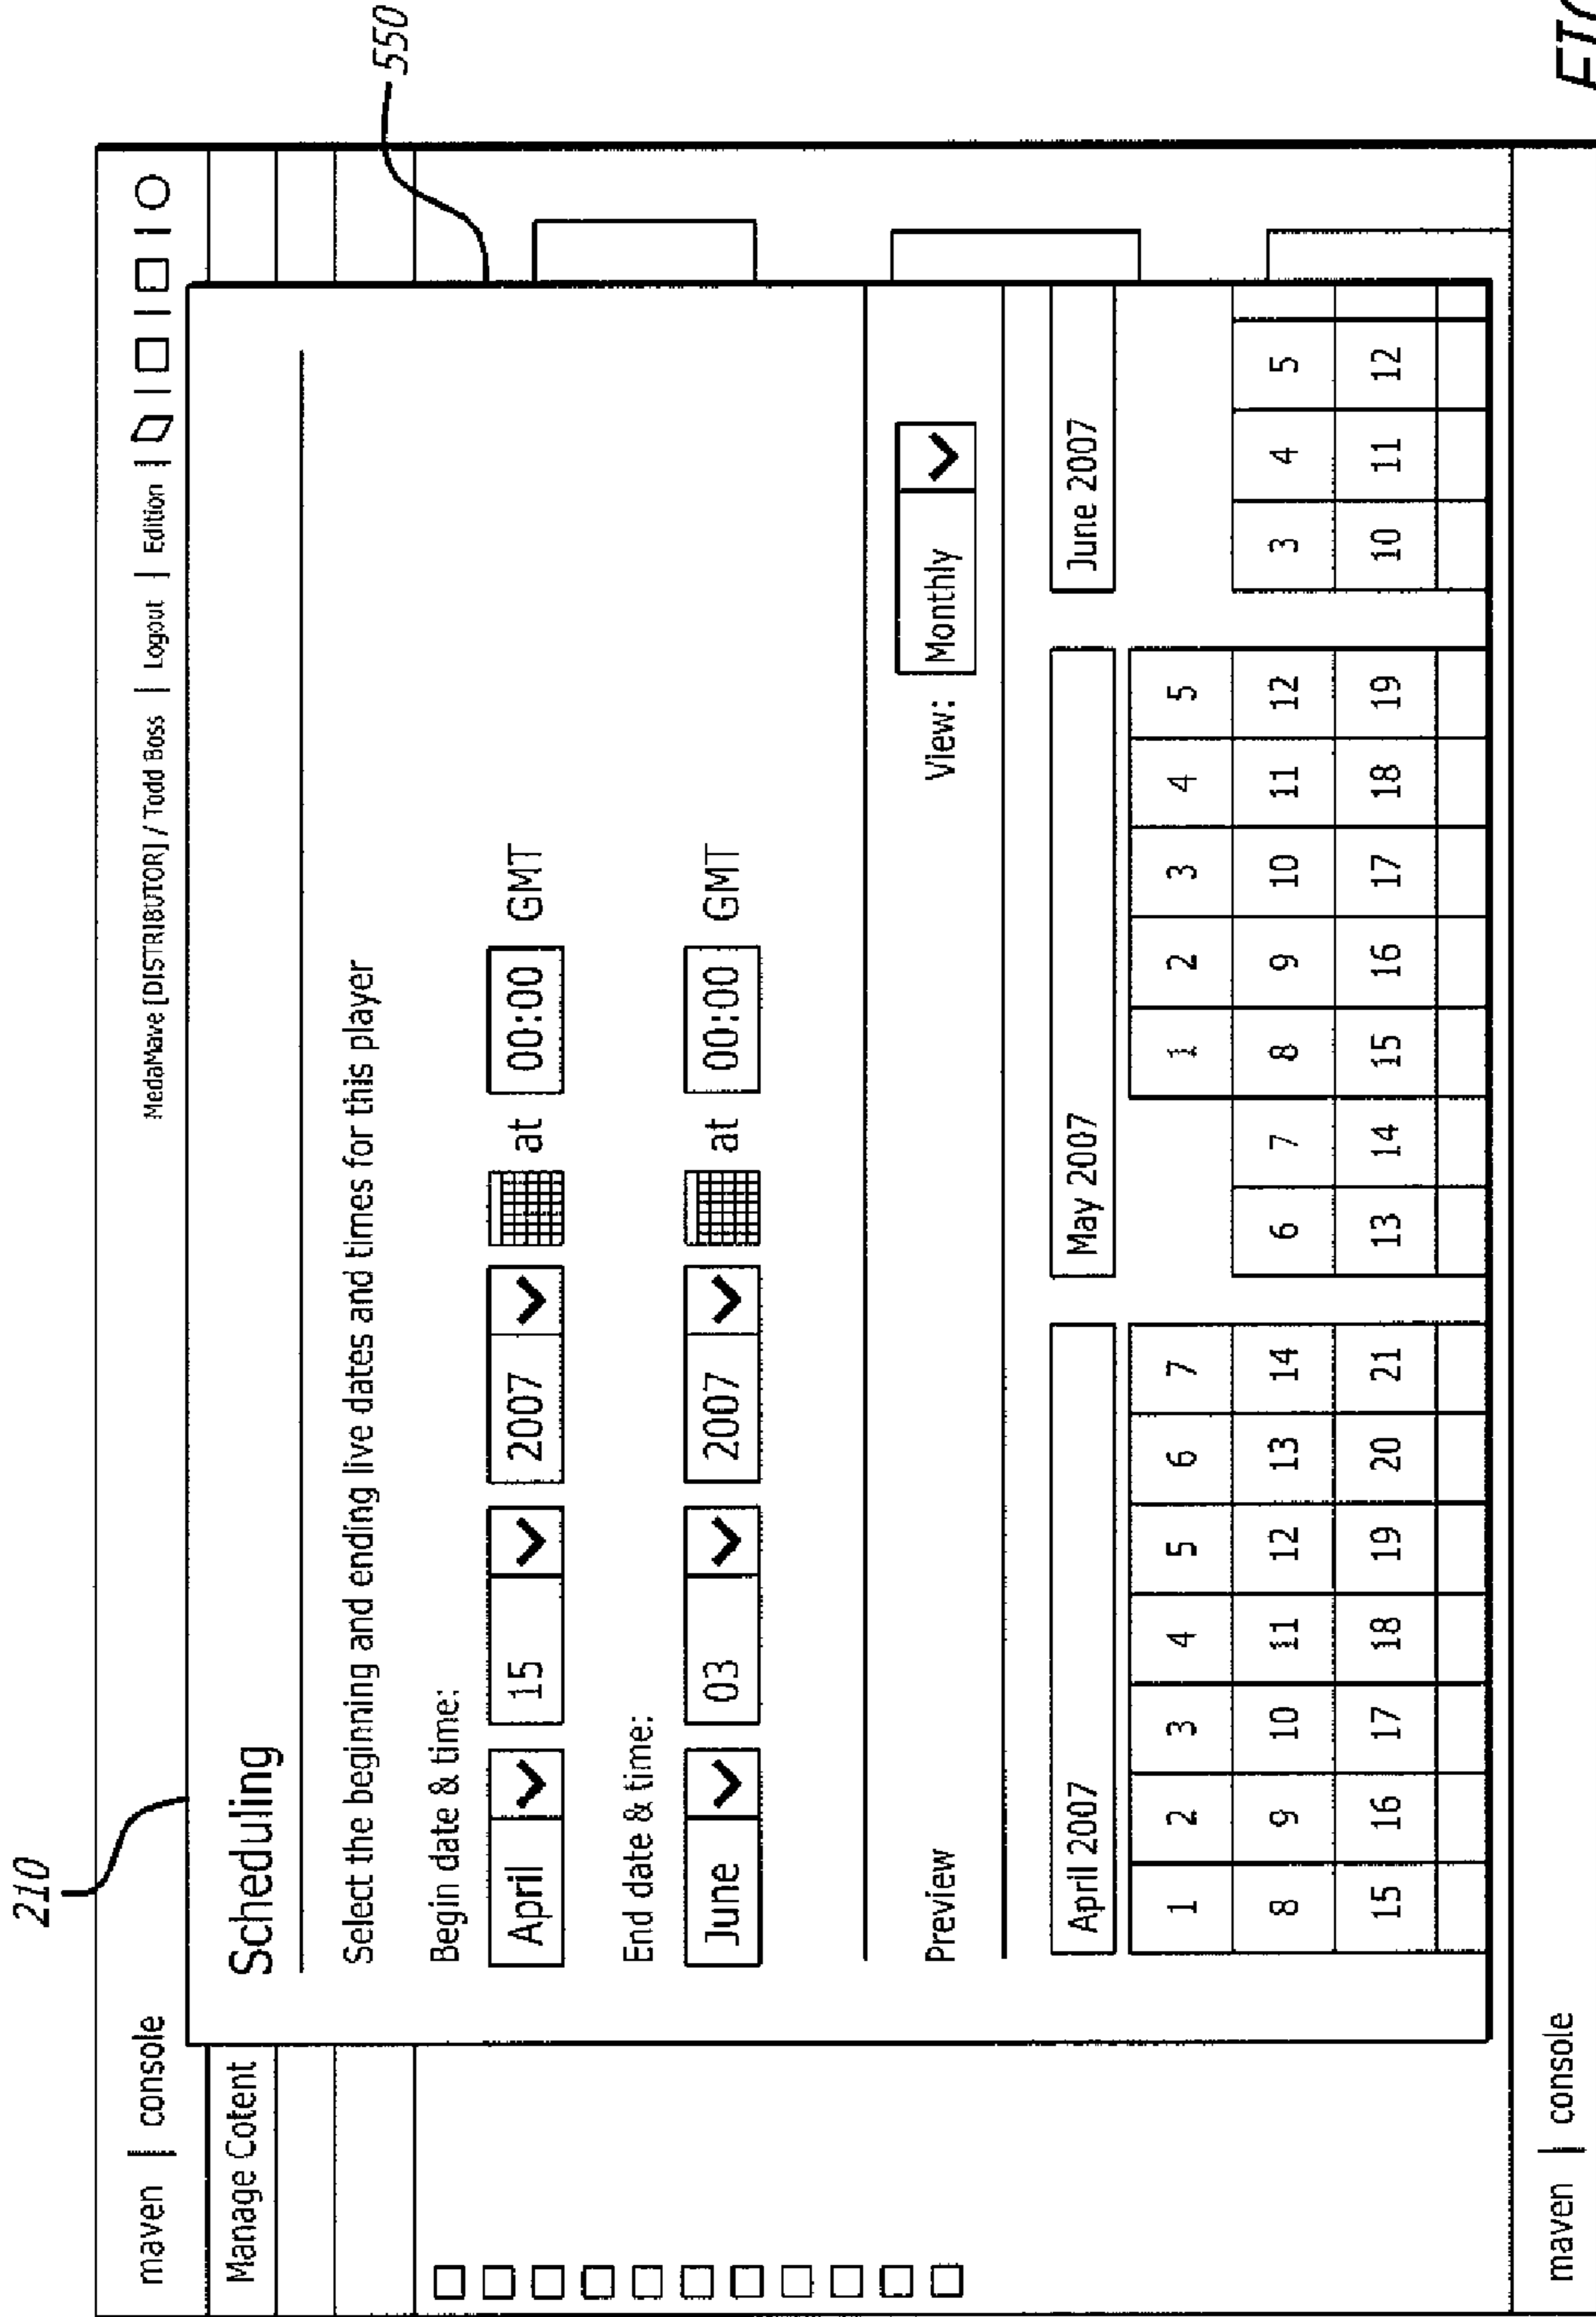 210
550
maven | console
MedaMave [DISTRIBUTOR] / Todd Boss | Logout | Edition
Manage Cotent
Scheduling
Select the beginning and ending live dates and times for this player
Begin date & time:
April 15 2007 at 00:00 GMT
End date & time:
June 03 2007 at 00:00 GMT
Preview View: Monthly
April 2007 May 2007 June 2007
1 2 3 4 5 6 7 1 2 3 4 5
8 9 10 11 12 13 14 6 7 8 9 10 11 12 3 4 5
15 16 17 18 19 20 21 13 14 15 16 17 18 19 10 11 12
maven | console